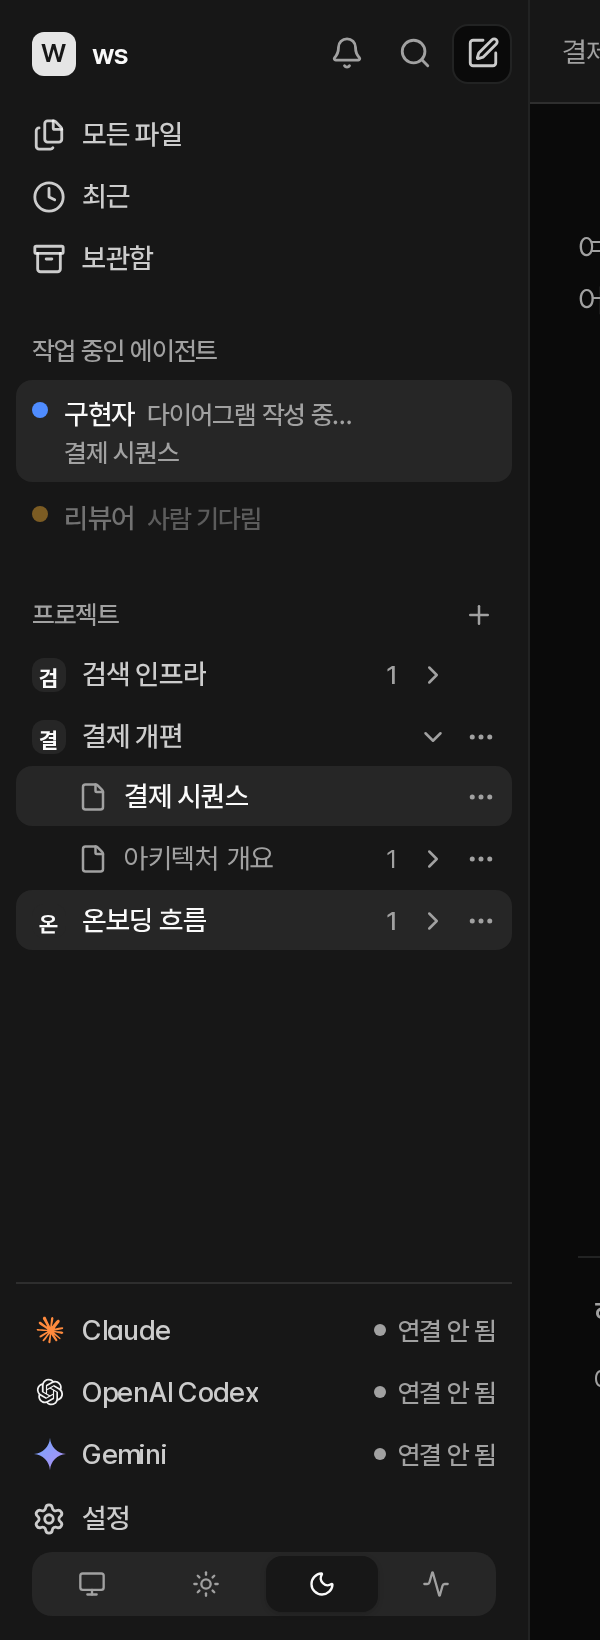 W ws
모든 파일
최근
보관함
작업 중인 에이전트
구현자 다이어그램 작성 중...
결제 시퀀스
리뷰어 사람 기다림
프로젝트
검 검색 인프라 1
결 결제 개편
결제 시퀀스
아키텍처 개요 1
온 온보딩 흐름 1
Claude 연결 안 됨
OpenAI Codex 연결 안 됨
Gemini 연결 안 됨
설정